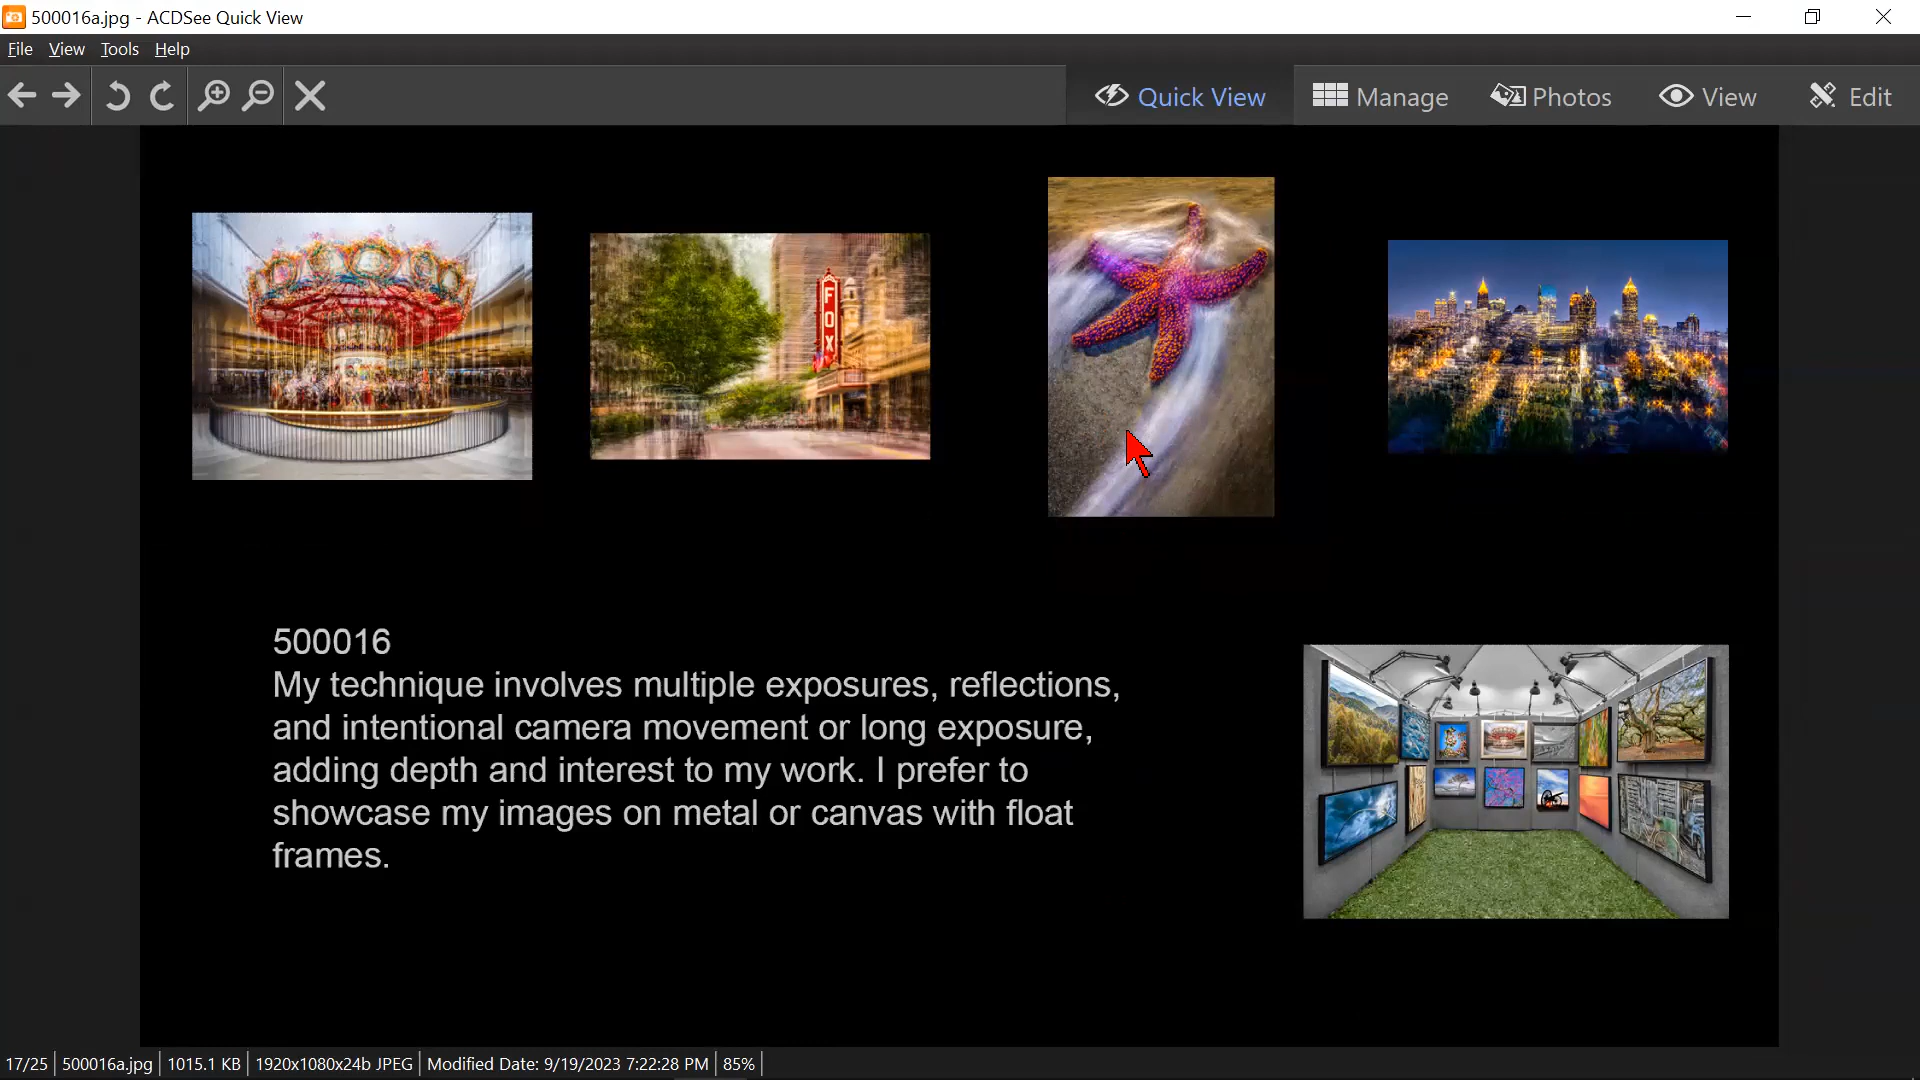 500016a.jpg - ACDSee Quick View
File View Tools Help
Quick View Manage Photos View Edit
FOX
500016
My technique involves multiple exposures, reflections,
and intentional camera movement or long exposure,
adding depth and interest to my work. I prefer to
showcase my images on metal or canvas with float
frames.
17/25 500016a.jpg 1015.1 KB 1920x1080x24b JPEG Modified Date: 9/19/2023 7:22:28 PM 85%